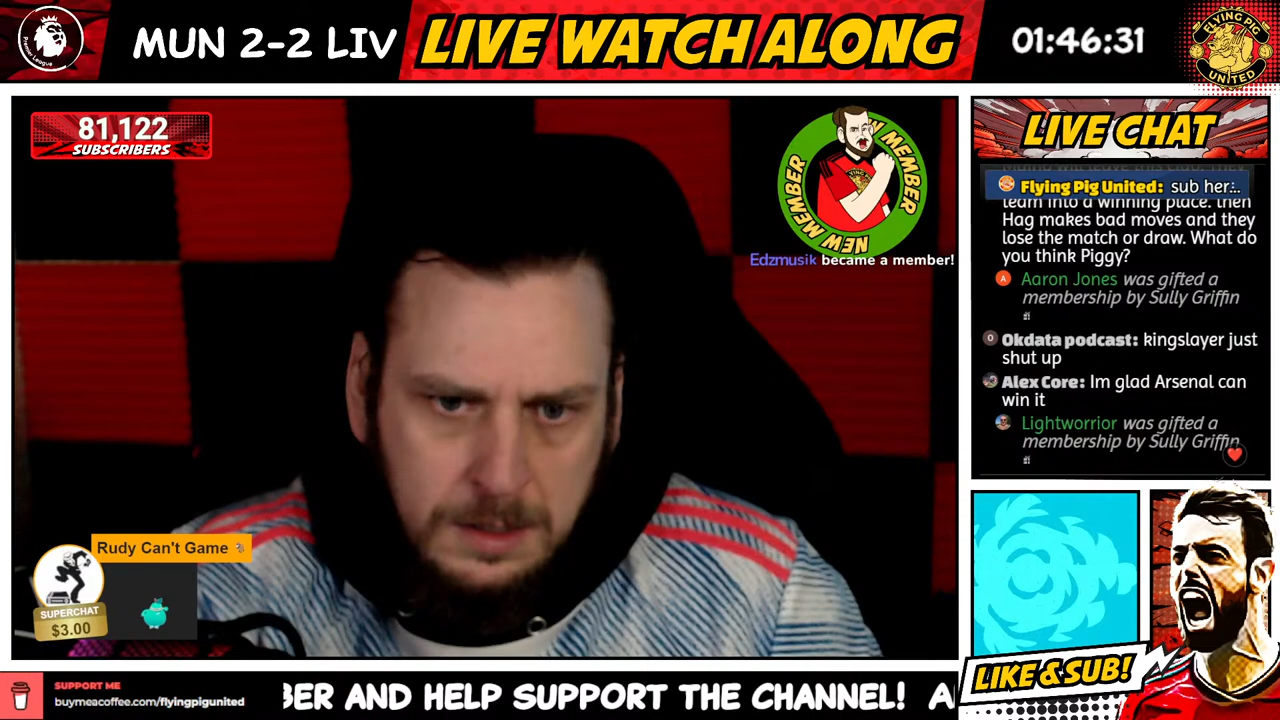 Premier League
MUN 2-2 LIV
LIVE WATCH ALONG
01:46:31
FLYING PIG
UNITED
81,122
SUBSCRIBERS
NEW MEMBER
NEW MEMBER
NEW
Edzmusik became a member!
LIVE CHAT
Flying Pig United: sub her...
team into a winning place. then
Hag makes bad moves and they
lose the match or draw. What do
you think Piggy?
A
Aaron Jones was gifted a
membership by Sully Griffin
O
Okdata podcast: kingslayer just
shut up
Alex Core: Im glad Arsenal can
win it
Lightworrior was gifted a
membership by Sully Griffin
Rudy Can't Game
SUPERCHAT
$3.00
LIKE & SUB!
SUPPORT ME
buymeacoffee.com/flyingpigunited
BER AND HELP SUPPORT THE CHANNEL! A